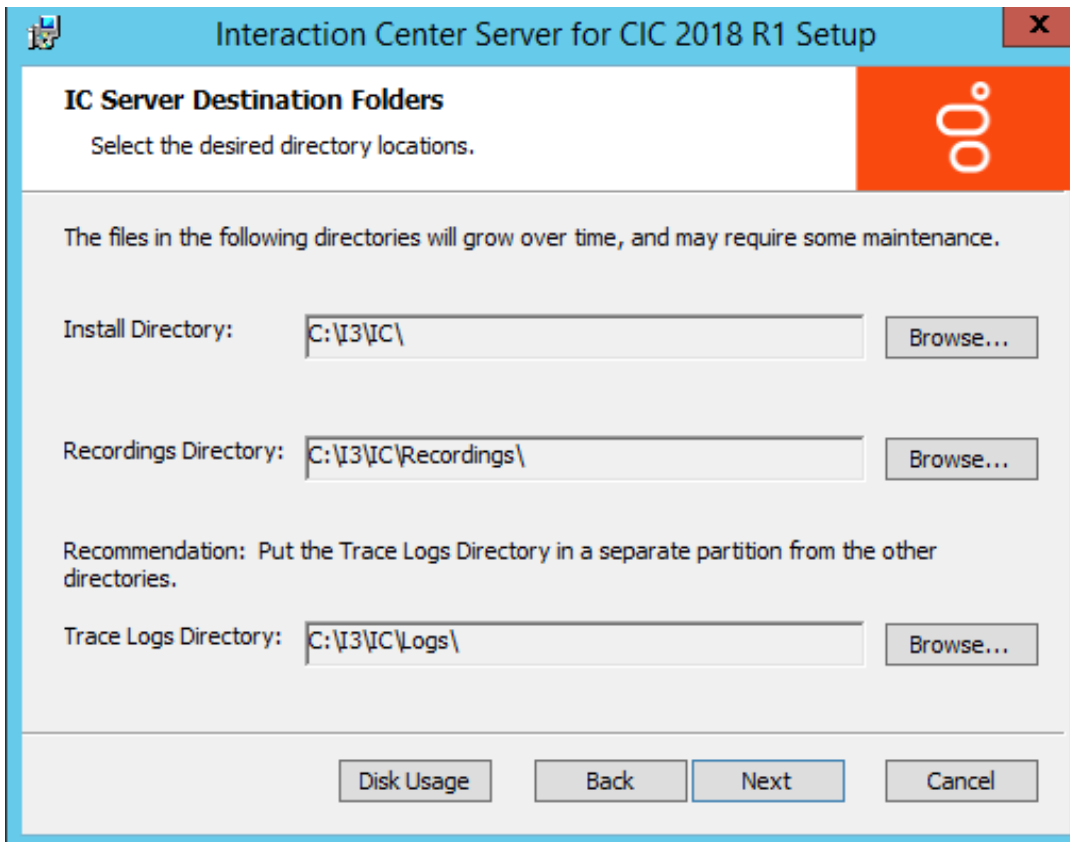 Interaction Center Server for CIC 2018 R1 Setup
x
IC Server Destination Folders
Select the desired directory locations.
The files in the following directories will grow over time, and may require some maintenance.
Install Directory: C:\I3\IC\ Browse...
Recordings Directory: C:\I3\IC\Recordings\ Browse...
Recommendation: Put the Trace Logs Directory in a separate partition from the other
directories.
Trace Logs Directory: C:\I3\IC\Logs\ Browse...
Disk Usage Back Next Cancel